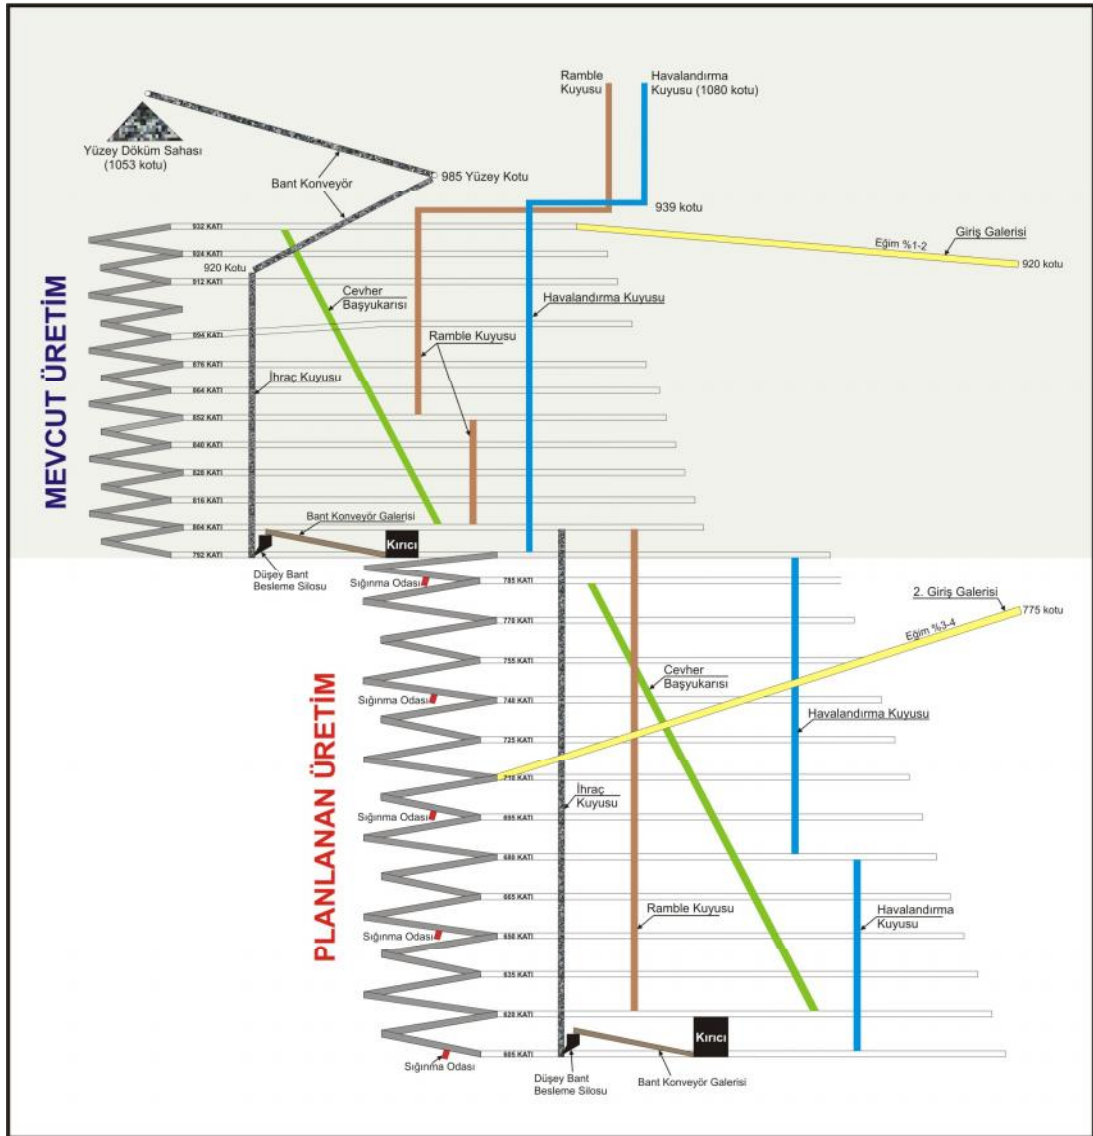 Ramble
Kuyusu
Havalandırma
Kuyusu (1080 kotu)
Yüzey Döküm Sahası
(1053 kotu)
Bant Konveyör
985 Yüzey Kotu
939 kotu
932 KATI
Giriş Galerisi
Eğim %1-2
920 kotu
924 KATI
920 Kotu
912 KATI
Cevher
Başyukarısı
Havalandırma Kuyusu
894 KATI
Ramble Kuyusu
876 KATI
İhraç Kuyusu
864 KATI
852 KATI
840 KATI
828 KATI
816 KATI
MEVCUT ÜRETİM
Bant Konveyör Galerisi
804 KATI
Kırıcı
792 KATI
Düşey Bant
Besleme Silosu
Sığınma Odası
785 KATI
2. Giriş Galerisi
775 kotu
Eğim %3-4
770 KATI
755 KATI
Cevher
Başyukarısı
Sığınma Odası
740 KATI
Havalandırma Kuyusu
725 KATI
710 KATI
İhraç
Kuyusu
Sığınma Odası
695 KATI
680 KATI
665 KATI
Ramble Kuyusu
Havalandırma
Kuyusu
Sığınma Odası
650 KATI
635 KATI
620 KATI
PLANLANAN ÜRETİM
Kırıcı
605 KATI
Sığınma Odası
Düşey Bant
Besleme Silosu
Bant Konveyör Galerisi